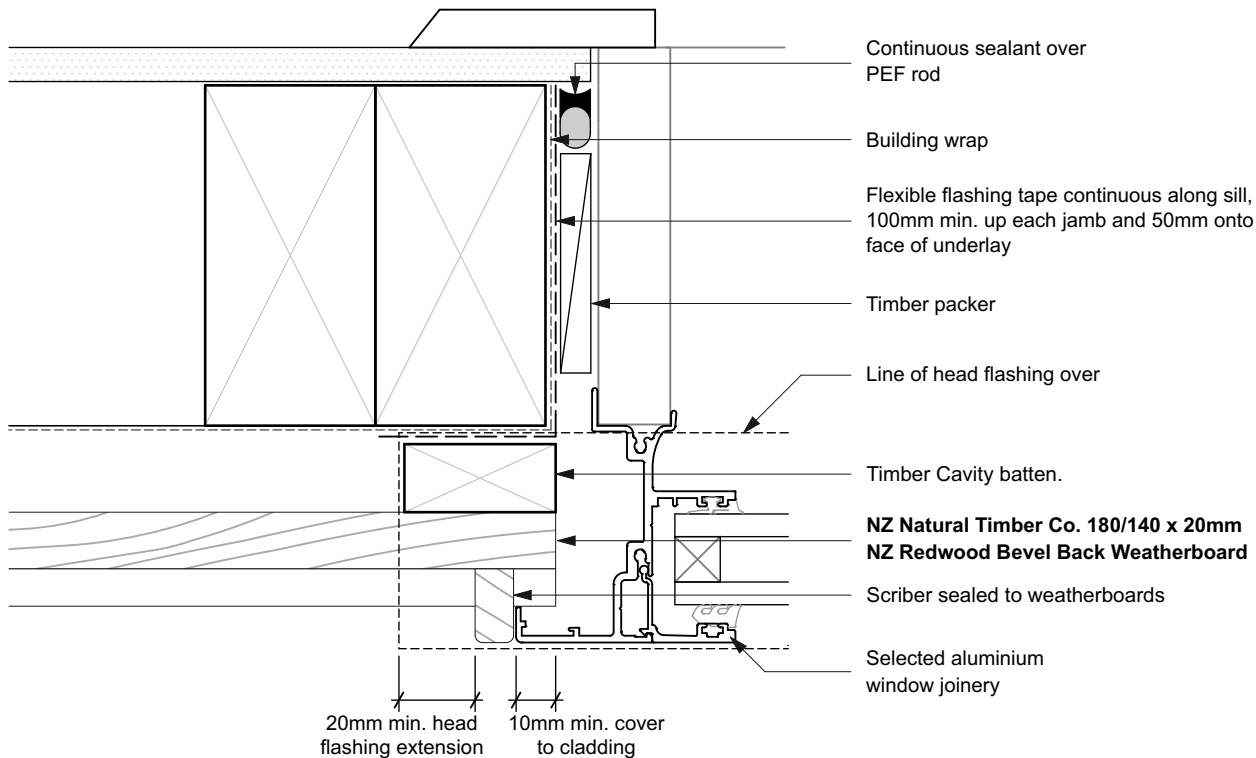 Continuous sealant over
PEF rod
Building wrap
Flexible flashing tape continuous along sill,
100mm min. up each jamb and 50mm onto
face of underlay
Timber packer
Line of head flashing over
Timber Cavity batten.
NZ Natural Timber Co. 180/140 x 20mm
NZ Redwood Bevel Back Weatherboard
Scriber sealed to weatherboards
Selected aluminium
window joinery
20mm min. head
flashing extension
10mm min. cover
to cladding